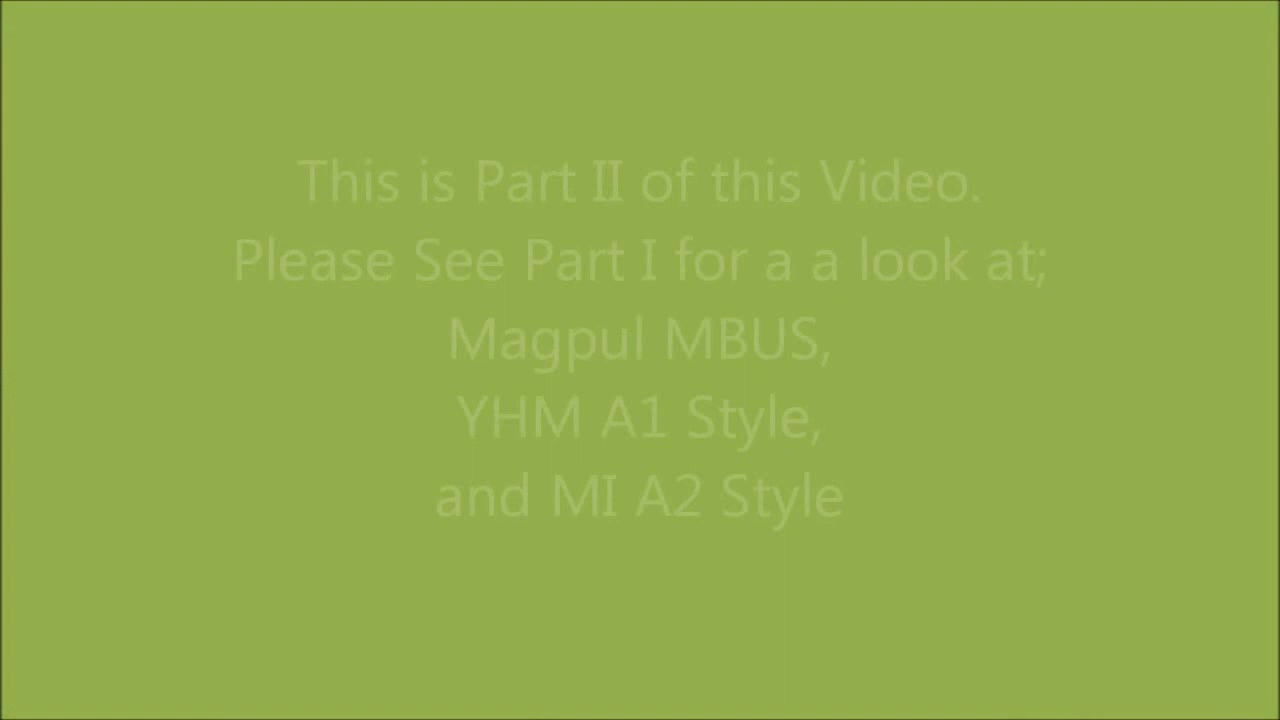 This is Part II of this Video.
Please See Part I for a a look at;
Magpul MBUS,
YHM A1 Style,
and MI A2 Style